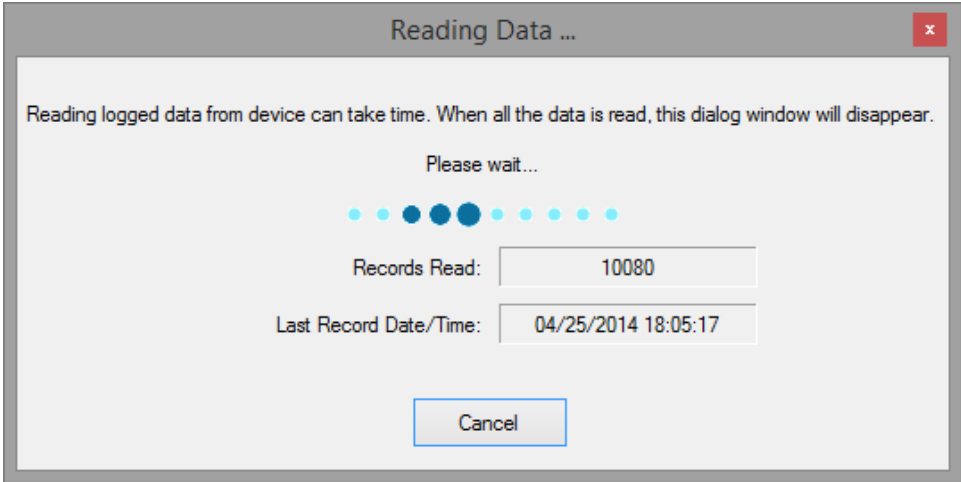 Reading Data ...
x
Reading logged data from device can take time. When all the data is read, this dialog window will disappear.
Please wait...
Records Read: 10080
Last Record Date/Time: 04/25/2014 18:05:17
Cancel